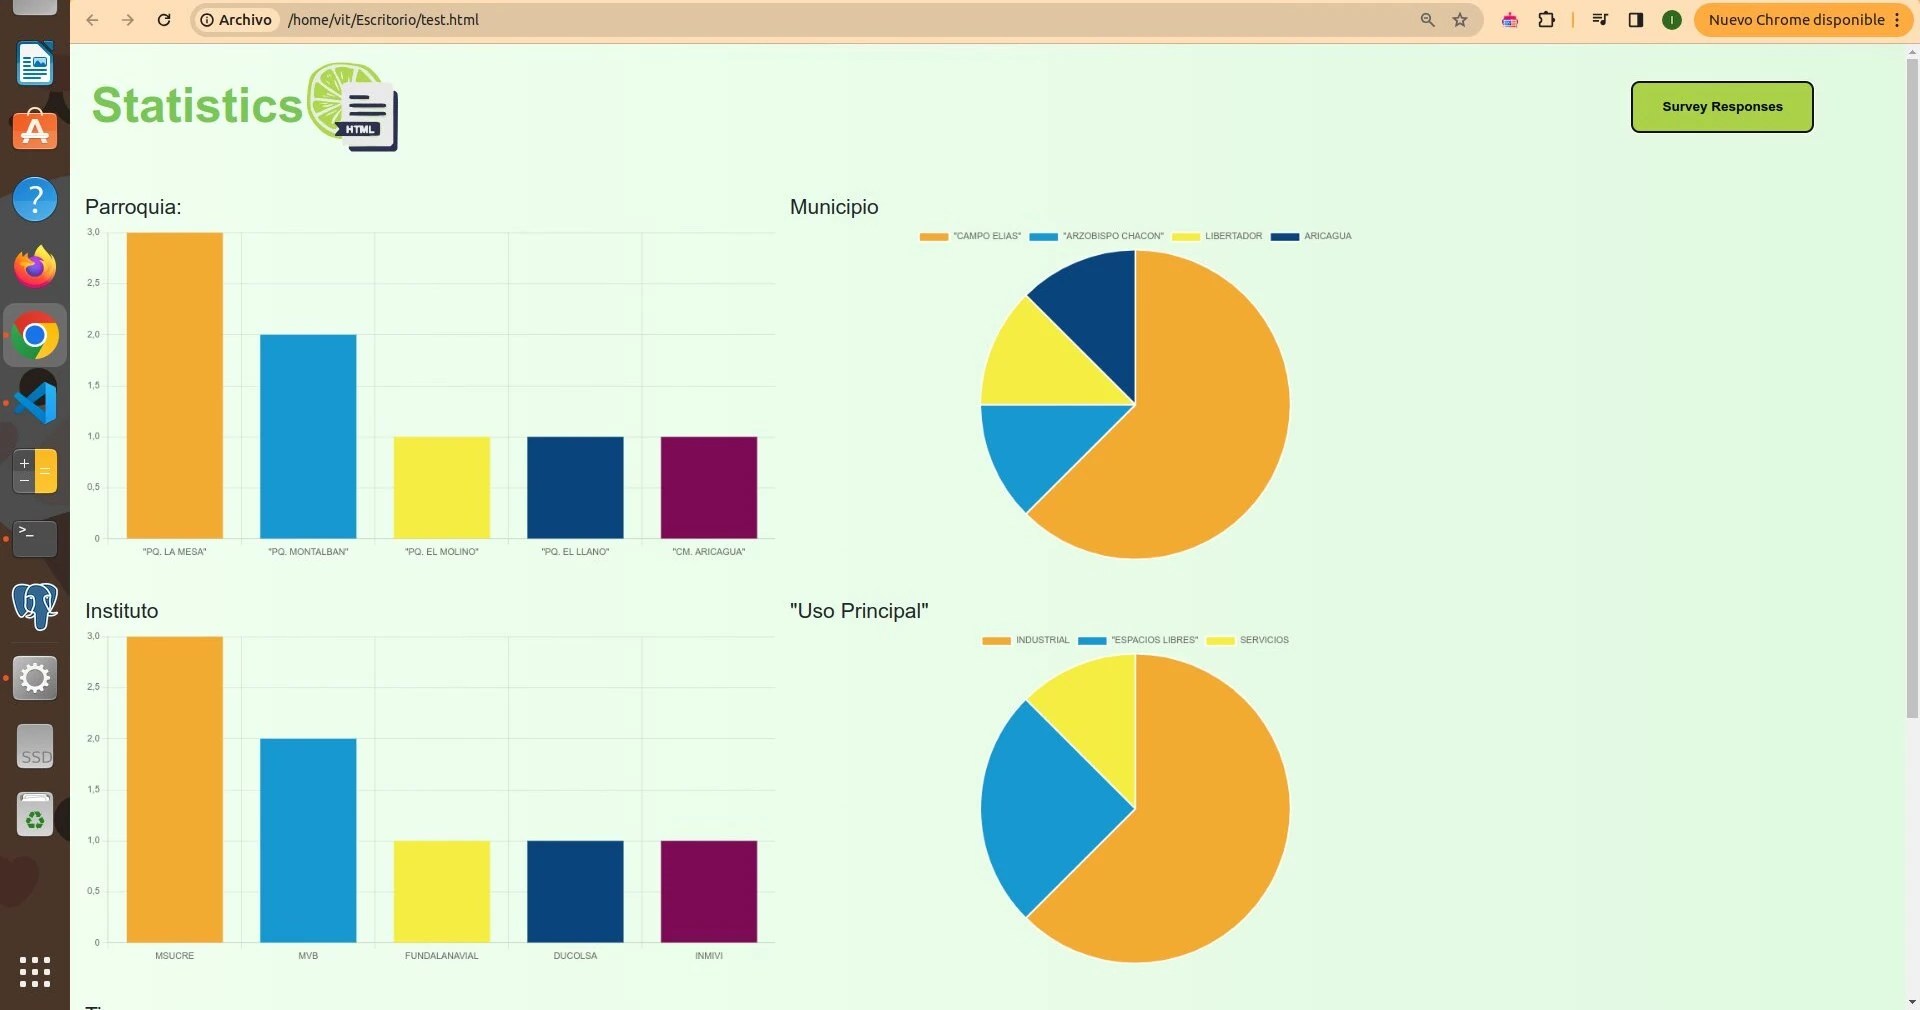 Archivo /home/vit/Escritorio/test.html Nuevo Chrome disponible
Statistics
HTML
Survey Responses
Parroquia:
3,0
2,5
2,0
1,5
1,0
0,5
0
"PQ. LA MESA" "PQ. MONTALBAN" "PQ. EL MOLINO" "PQ. EL LLANO" "CM. ARICAGUA"
Municipio
"CAMPO ELIAS" "ARZOBISPO CHACON" LIBERTADOR ARICAGUA
Instituto
3,0
2,5
2,0
1,5
1,0
0,5
0
MSUCRE MVB FUNDALANAVIAL DUCOLSA INMIVI
"Uso Principal"
INDUSTRIAL "ESPACIOS LIBRES" SERVICIOS
SSD